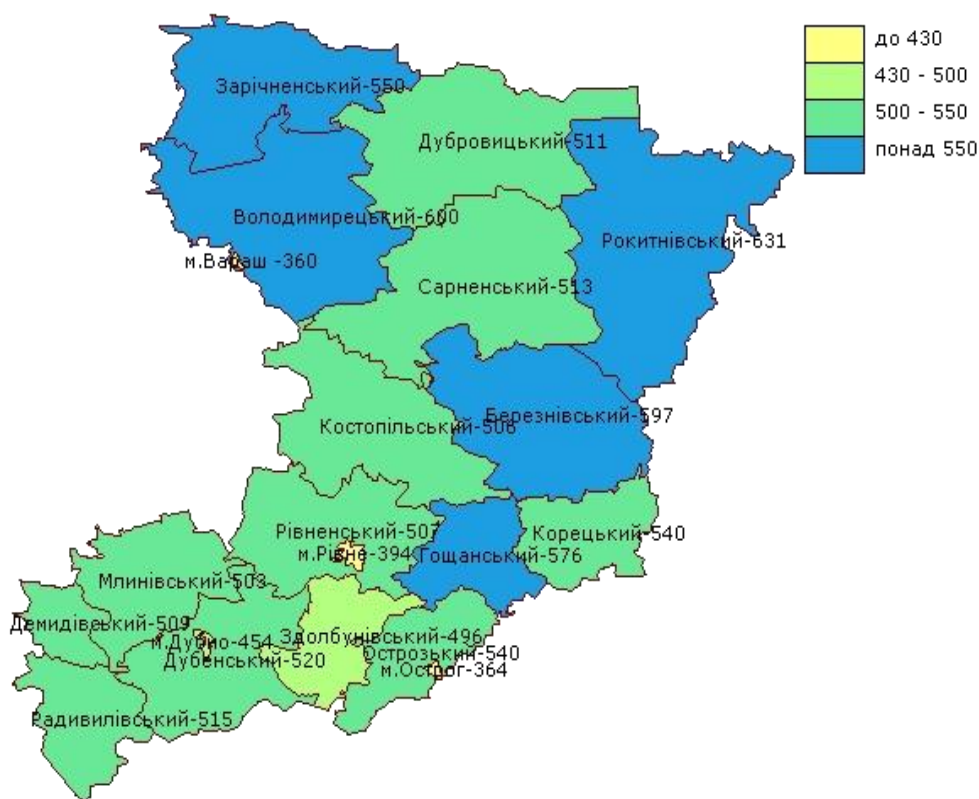 до 430
430 - 500
500 - 550
понад 550
Зарічненський-550
Дубровицький-511
Володимирецький-600
Рокитнівський-631
м.Вараш -360
Сарненський-513
Березнівський-597
Костопільський-506
Рівненський-507
Корецький-540
м.Рівне-394
Гощанський-576
Млинівський-503
Демидівський-509
м.Дубно-454
Здолбунівський-496
Острозький-540
Дубенський-520
м.Острог-364
Радивилівський-515